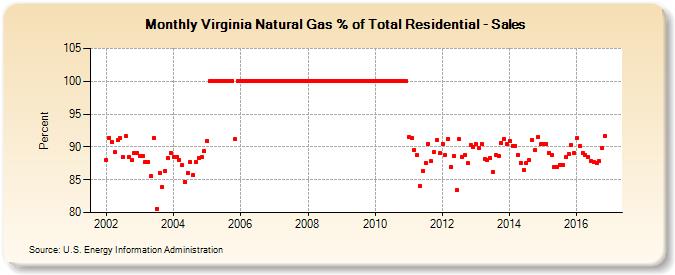 Monthly Virginia Natural Gas % of Total Residential - Sales
Percent
105
100
95
90
85
80
2002 2004 2006 2008 2010 2012 2014 2016
Source: U.S. Energy Information Administration